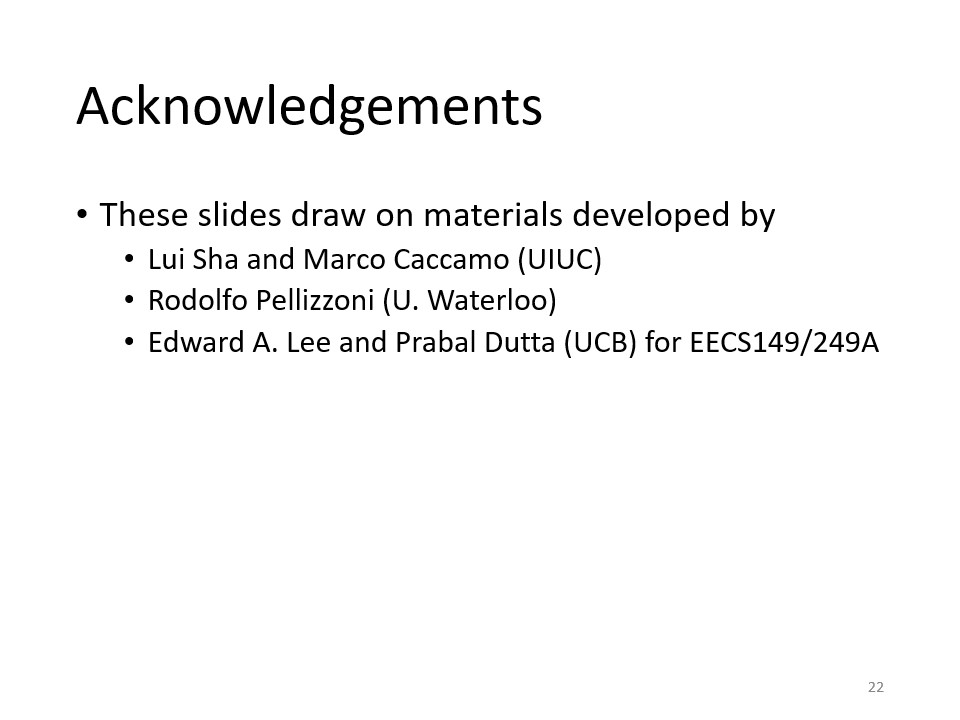 Acknowledgements
• These slides draw on materials developed by
• Lui Sha and Marco Caccamo (UIUC)
• Rodolfo Pellizzoni (U. Waterloo)
• Edward A. Lee and Prabal Dutta (UCB) for EECS149/249A
22